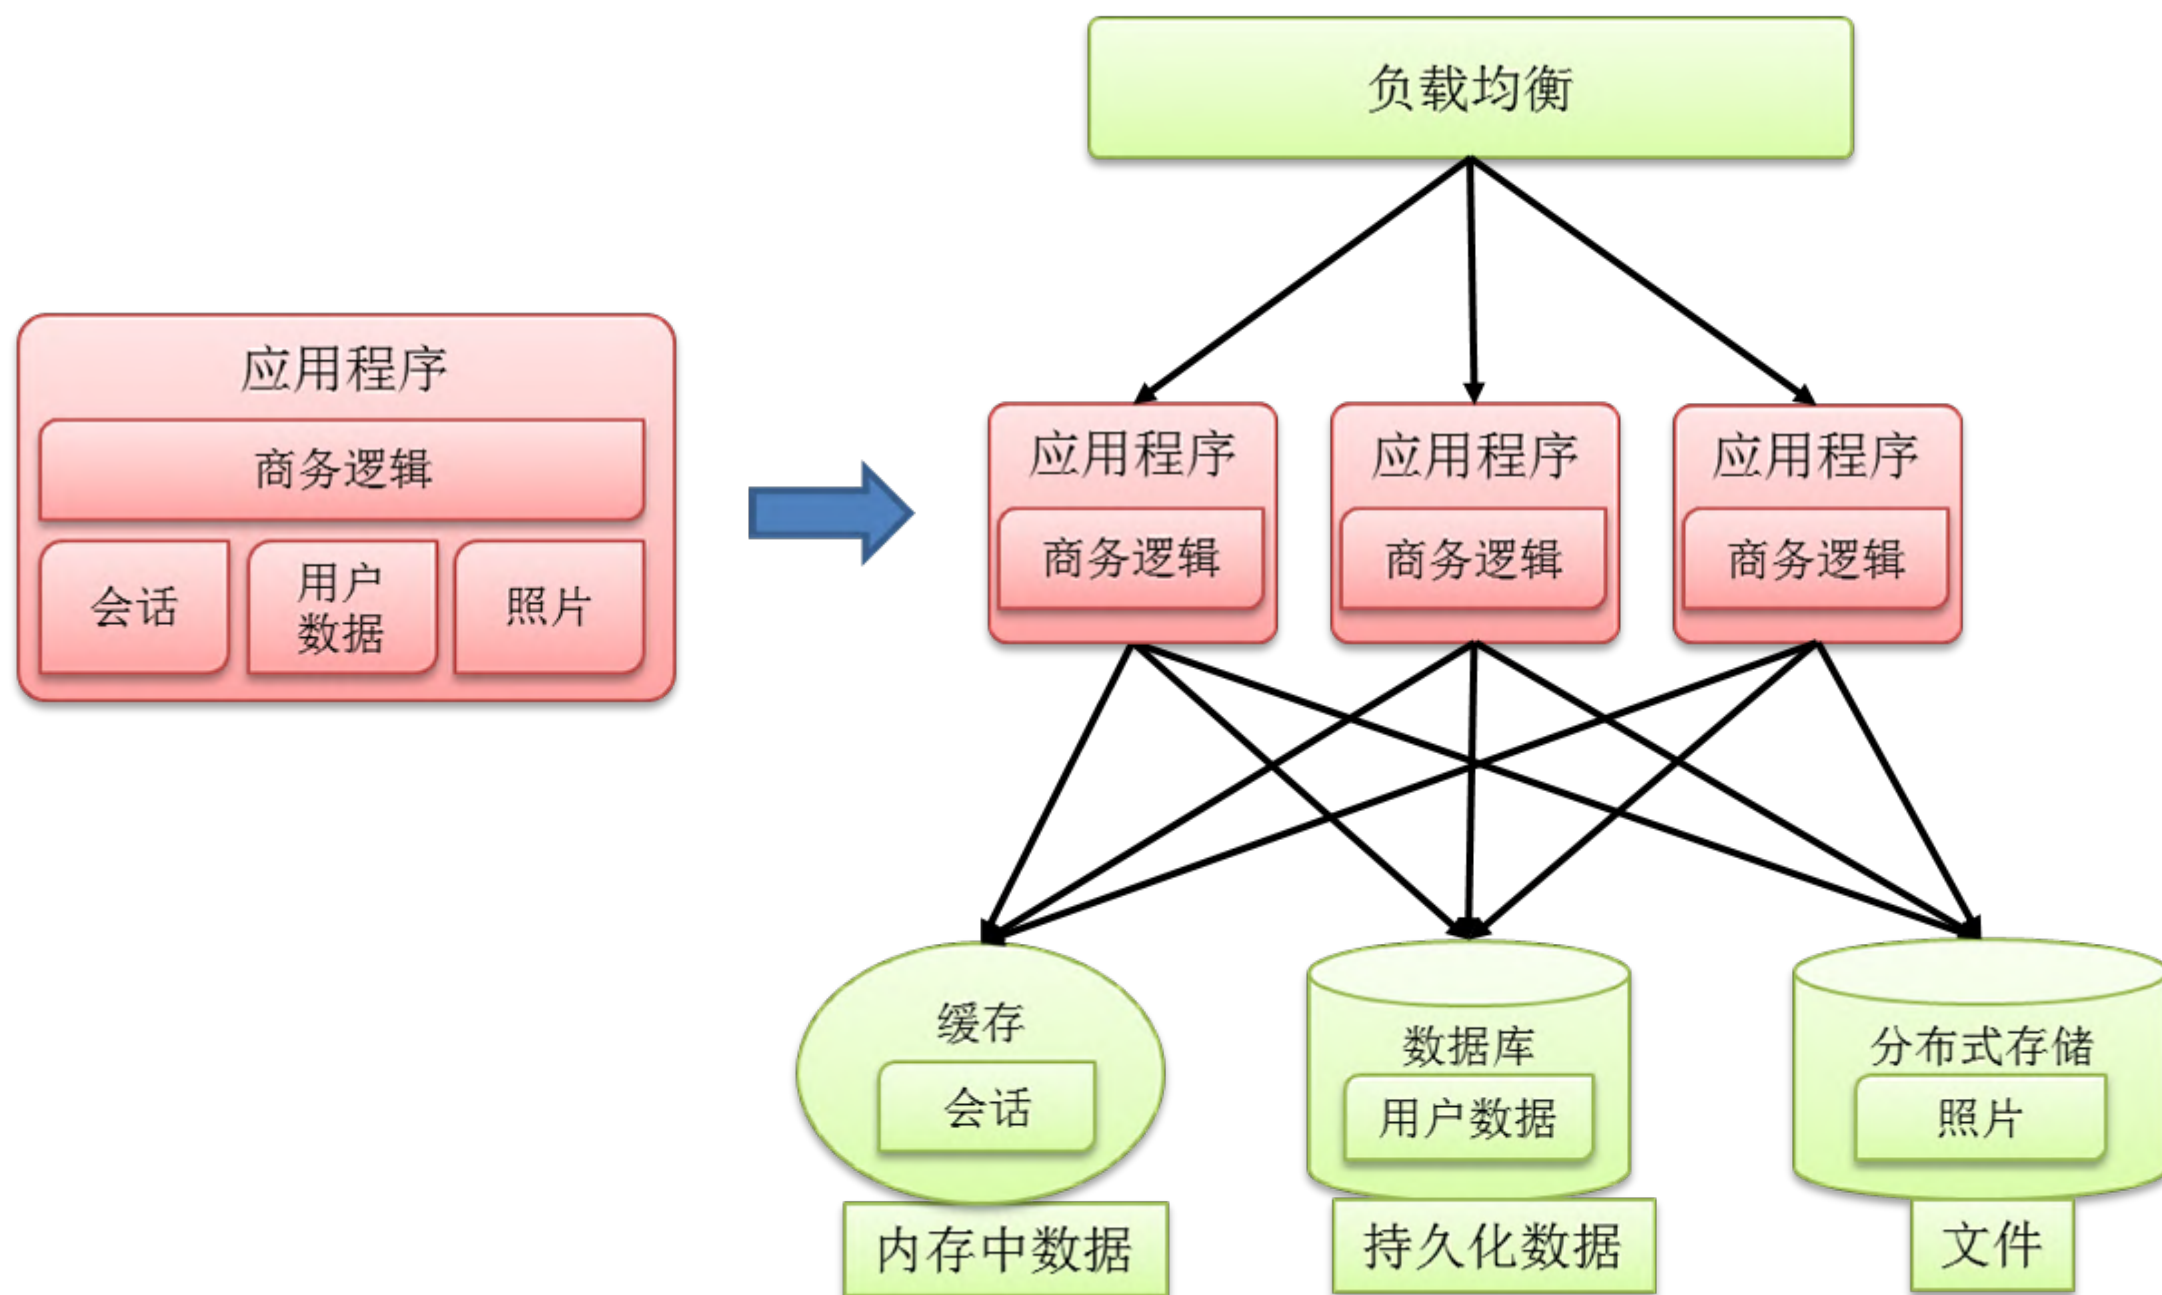 负载均衡
应用程序
商务逻辑
会话
用户
数据
照片
应用程序
商务逻辑
应用程序
商务逻辑
应用程序
商务逻辑
缓存
会话
内存中数据
数据库
用户数据
持久化数据
分布式存储
照片
文件